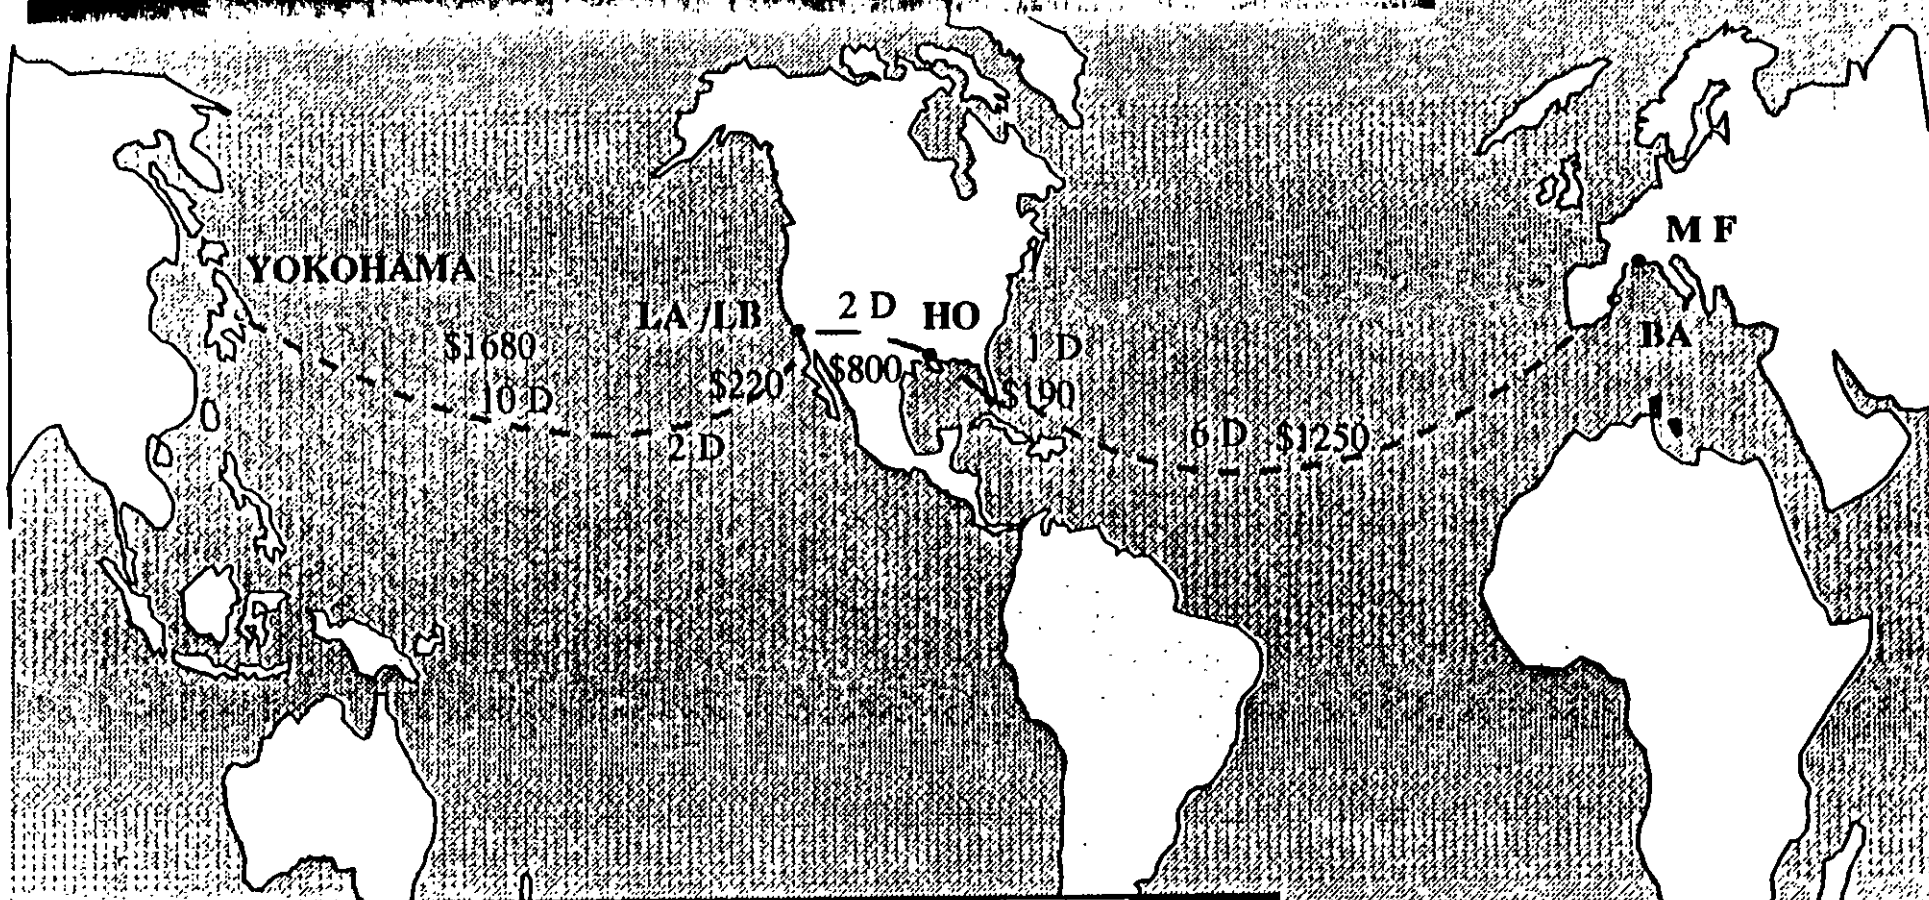 M F
YOKOHAMA
LA /LB
2 D
HO
BA
$1680
1 D
$800
$220
$190
10 D
2 D
6 D
$1250